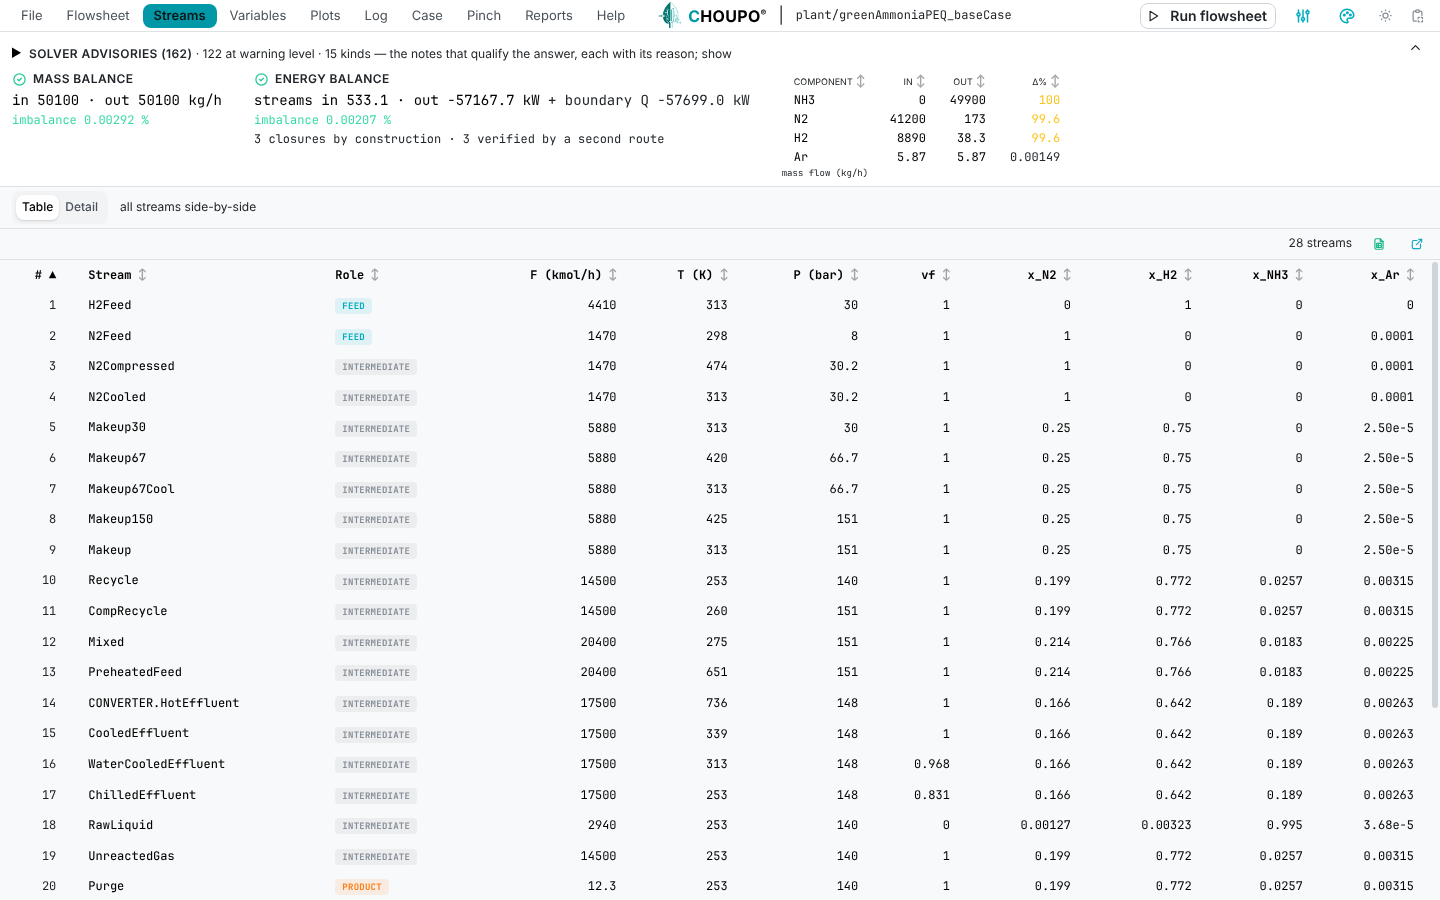 File Flowsheet Streams Variables Plots Log Case Pinch Reports Help CHOUPO® plant/greenAmmoniaPEQ_baseCase Run flowsheet
SOLVER ADVISORIES (162) · 122 at warning level · 15 kinds — the notes that qualify the answer, each with its reason; show
MASS BALANCE
in 50100 · out 50100 kg/h
imbalance 0.00292 %
ENERGY BALANCE
streams in 533.1 · out -57167.7 kW + boundary Q -57699.0 kW
imbalance 0.00207 %
3 closures by construction · 3 verified by a second route
COMPONENT IN OUT Δ%
NH3 0 49900 100
N2 41200 173 99.6
H2 8890 38.3 99.6
Ar 5.87 5.87 0.00149
mass flow (kg/h)
Table Detail all streams side-by-side
28 streams
# ▲ Stream Role F (kmol/h) T (K) P (bar) vf x_N2 x_H2 x_NH3 x_Ar
1 H2Feed FEED 4410 313 30 1 0 1 0 0
2 N2Feed FEED 1470 298 8 1 1 0 0 0.0001
3 N2Compressed INTERMEDIATE 1470 474 30.2 1 1 0 0 0.0001
4 N2Cooled INTERMEDIATE 1470 313 30.2 1 1 0 0 0.0001
5 Makeup30 INTERMEDIATE 5880 313 30 1 0.25 0.75 0 2.50e-5
6 Makeup67 INTERMEDIATE 5880 420 66.7 1 0.25 0.75 0 2.50e-5
7 Makeup67Cool INTERMEDIATE 5880 313 66.7 1 0.25 0.75 0 2.50e-5
8 Makeup150 INTERMEDIATE 5880 425 151 1 0.25 0.75 0 2.50e-5
9 Makeup INTERMEDIATE 5880 313 151 1 0.25 0.75 0 2.50e-5
10 Recycle INTERMEDIATE 14500 253 140 1 0.199 0.772 0.0257 0.00315
11 CompRecycle INTERMEDIATE 14500 260 151 1 0.199 0.772 0.0257 0.00315
12 Mixed INTERMEDIATE 20400 275 151 1 0.214 0.766 0.0183 0.00225
13 PreheatedFeed INTERMEDIATE 20400 651 151 1 0.214 0.766 0.0183 0.00225
14 CONVERTER.HotEffluent INTERMEDIATE 17500 736 148 1 0.166 0.642 0.189 0.00263
15 CooledEffluent INTERMEDIATE 17500 339 148 1 0.166 0.642 0.189 0.00263
16 WaterCooledEffluent INTERMEDIATE 17500 313 148 0.968 0.166 0.642 0.189 0.00263
17 ChilledEffluent INTERMEDIATE 17500 253 148 0.831 0.166 0.642 0.189 0.00263
18 RawLiquid INTERMEDIATE 2940 253 140 0 0.00127 0.00323 0.995 3.68e-5
19 UnreactedGas INTERMEDIATE 14500 253 140 1 0.199 0.772 0.0257 0.00315
20 Purge PRODUCT 12.3 253 140 1 0.199 0.772 0.0257 0.00315